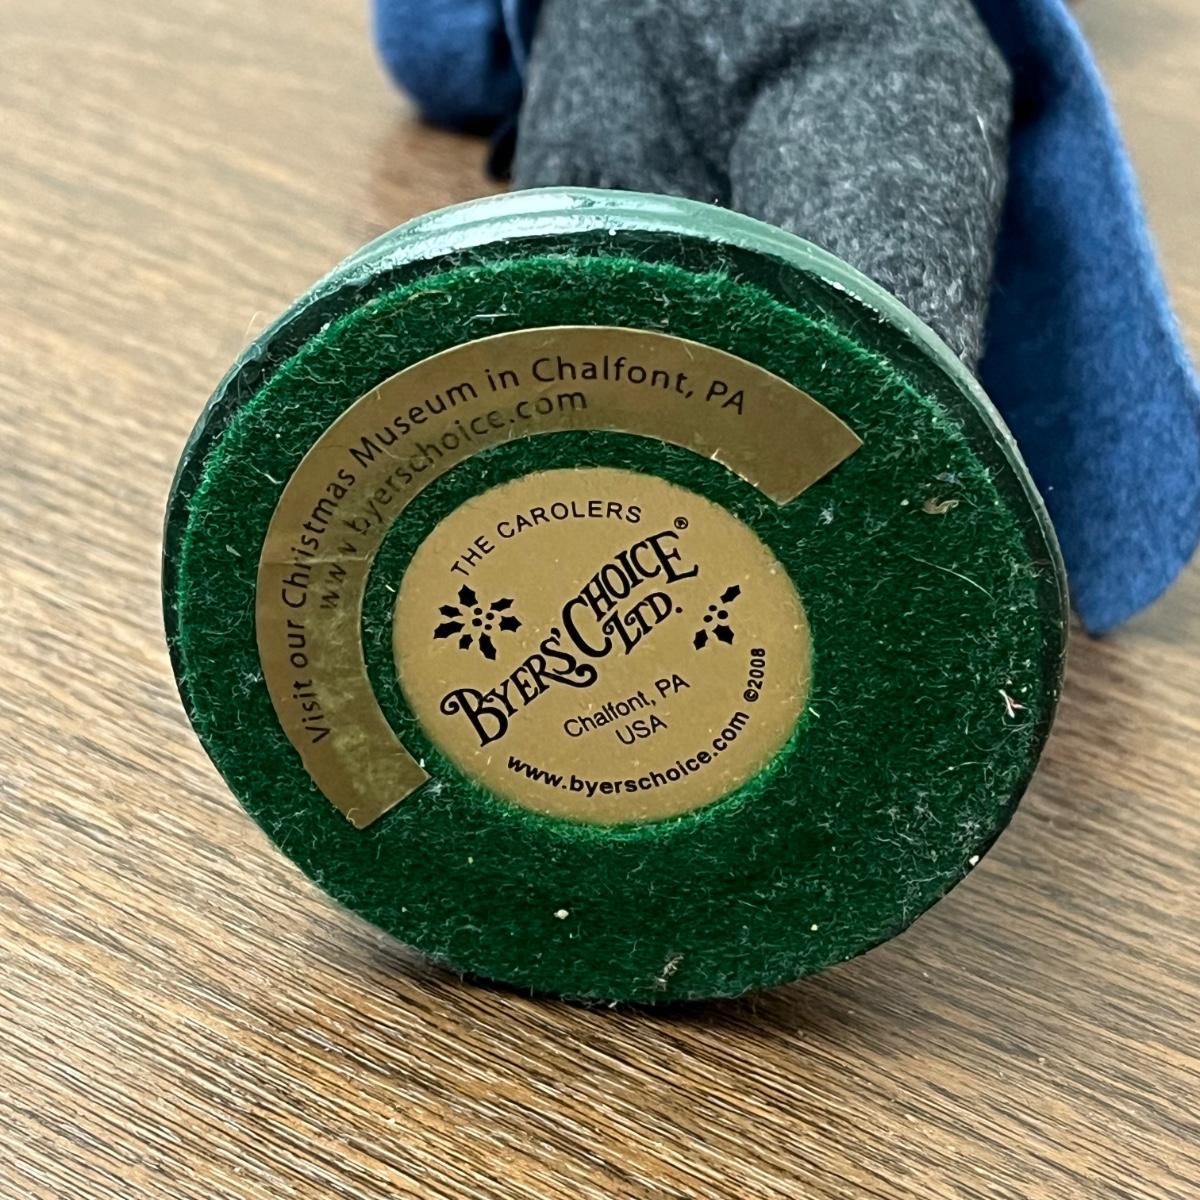 Visit our Christmas Museum in Chalfont, PA
www.byerschoice.com
THE CAROLERS
BYERS' CHOICE®
LTD.
Chalfont, PA
USA
www.byerschoice.com ©2008